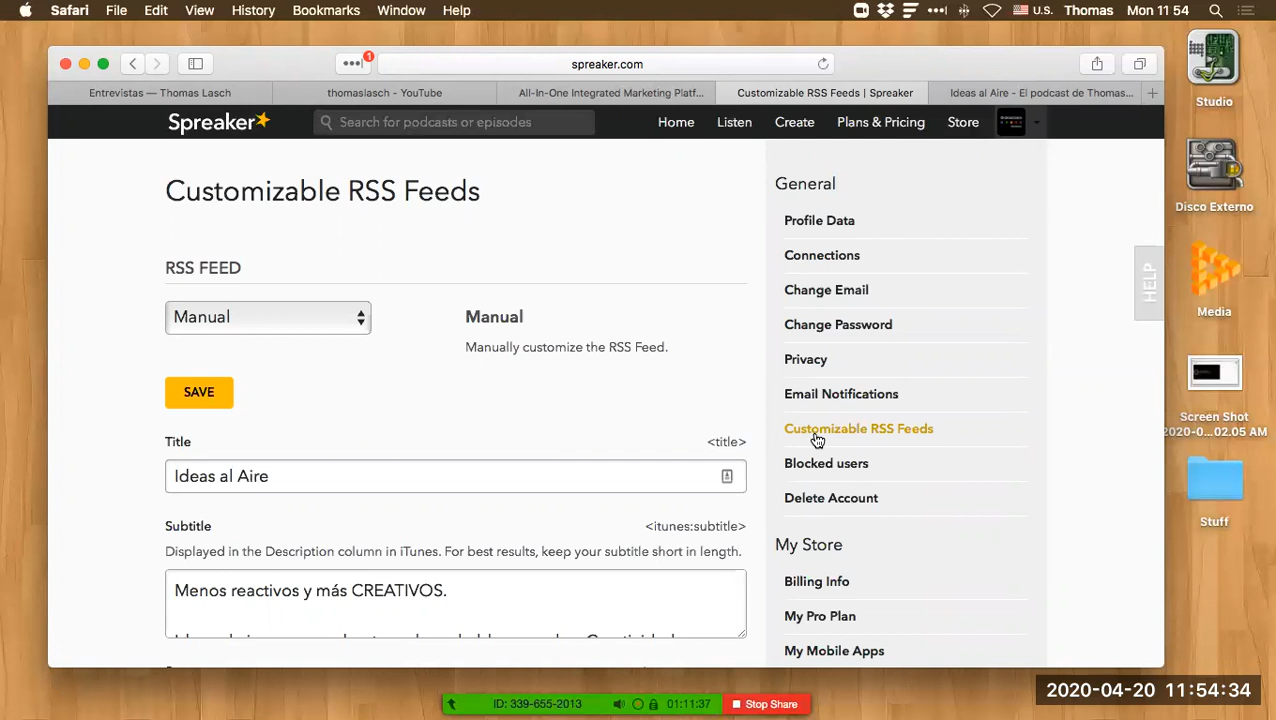 Safari File Edit View History Bookmarks Window Help U.S. Thomas Mon 11 54
1
spreaker.com
Entrevistas — Thomas Lasch thomaslasch - YouTube All-In-One Integrated Marketing Platf... Customizable RSS Feeds | Spreaker Ideas al Aire - El podcast de Thomas...
Spreaker Search for podcasts or episodes Home Listen Create Plans & Pricing Store
Customizable RSS Feeds
RSS FEED
Manual
Manual
Manually customize the RSS Feed.
SAVE
Title <title>
Ideas al Aire
Subtitle <itunes:subtitle>
Displayed in the Description column in iTunes. For best results, keep your subtitle short in length.
Menos reactivos y más CREATIVOS.
General
Profile Data
Connections
Change Email
Change Password
Privacy
Email Notifications
Customizable RSS Feeds
Blocked users
Delete Account
My Store
Billing Info
My Pro Plan
My Mobile Apps
HELP
Studio
Disco Externo
Media
Screen Shot
2020-0...02.05 AM
Stuff
ID: 339-655-2013 01:11:37 Stop Share
2020-04-20 11:54:34